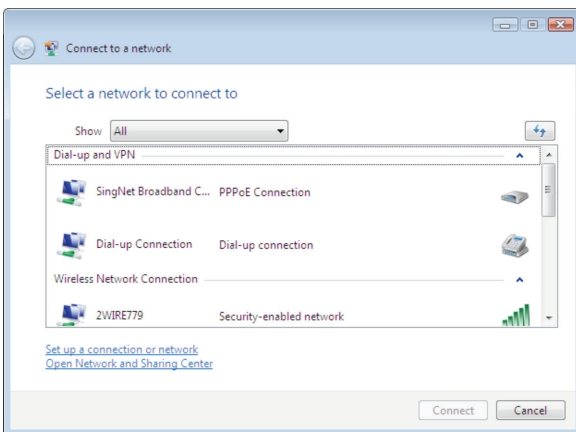 Connect to a network
Select a network to connect to
Show All
Dial-up and VPN
SingNet Broadband C... PPPoE Connection
Dial-up Connection Dial-up connection
Wireless Network Connection
2WIRE779 Security-enabled network
Set up a connection or network
Open Network and Sharing Center
Connect Cancel